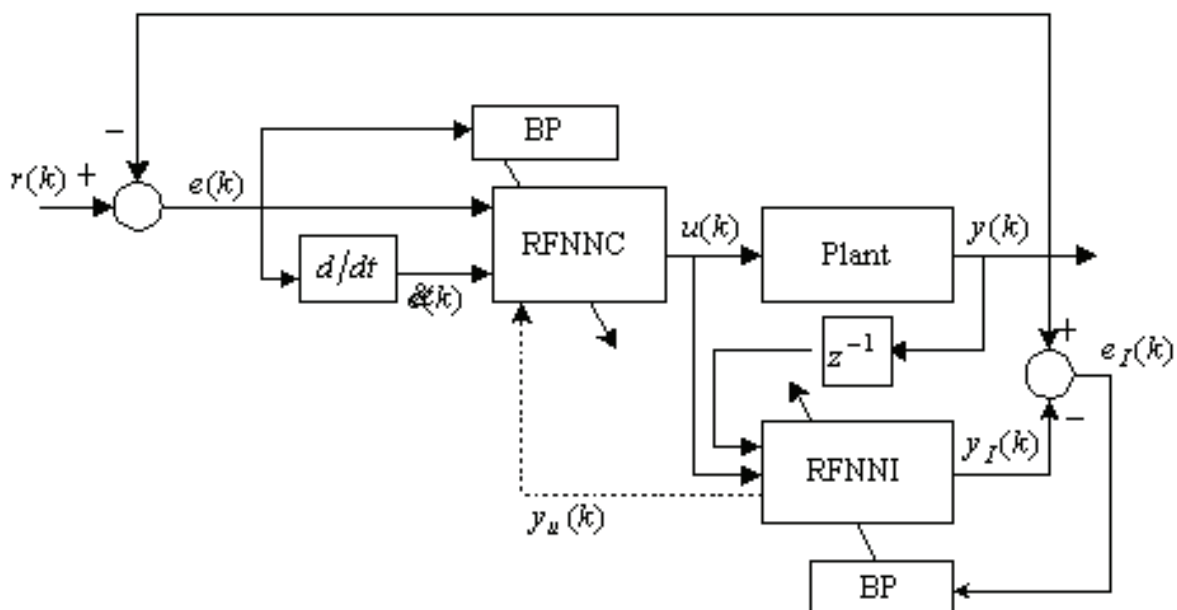 −
BP
r(k) +
e(k)
RFNNC
u(k)
Plant
y(k)
d/dt
&(k)
z⁻¹
+
e_I(k)
−
RFNNI
y_I(k)
y_u(k)
BP